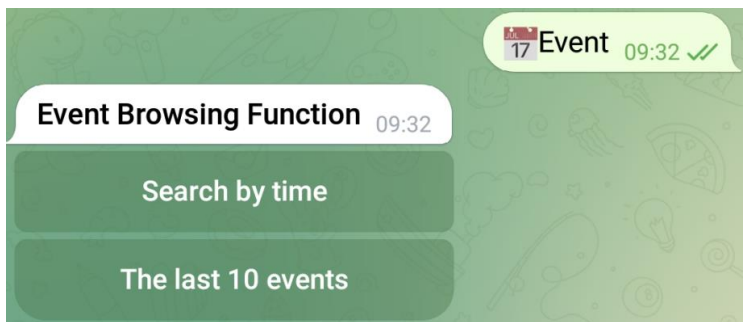 📅Event 09:32
Event Browsing Function 09:32
Search by time
The last 10 events